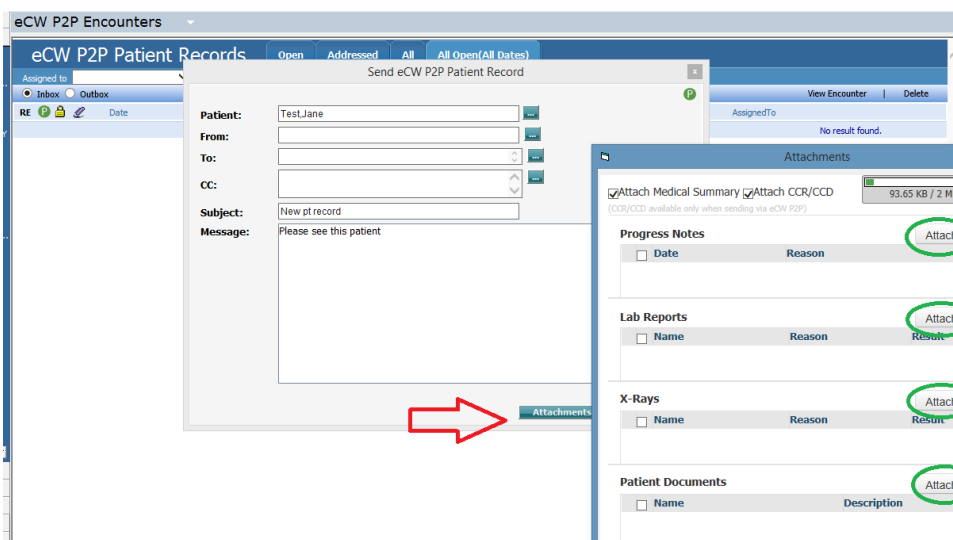 eCW P2P Encounters
eCW P2P Patient Records Open Addressed All All Open(All Dates)
Assigned to
Inbox Outbox View Encounter | Delete
RE P Date AssignedTo
No result found.
Send eCW P2P Patient Record x
P
Patient: Test,Jane ...
From: ...
To: ...
CC: ...
Subject: New pt record
Message: Please see this patient
Attachments
Attachments
Attach Medical Summary Attach CCR/CCD 93.65 KB / 2 M
(CCR/CCD available only when sending via eCW P2P)
Progress Notes Attach
Date Reason
Lab Reports Attach
Name Reason Result
X-Rays Attach
Name Reason Result
Patient Documents Attach
Name Description